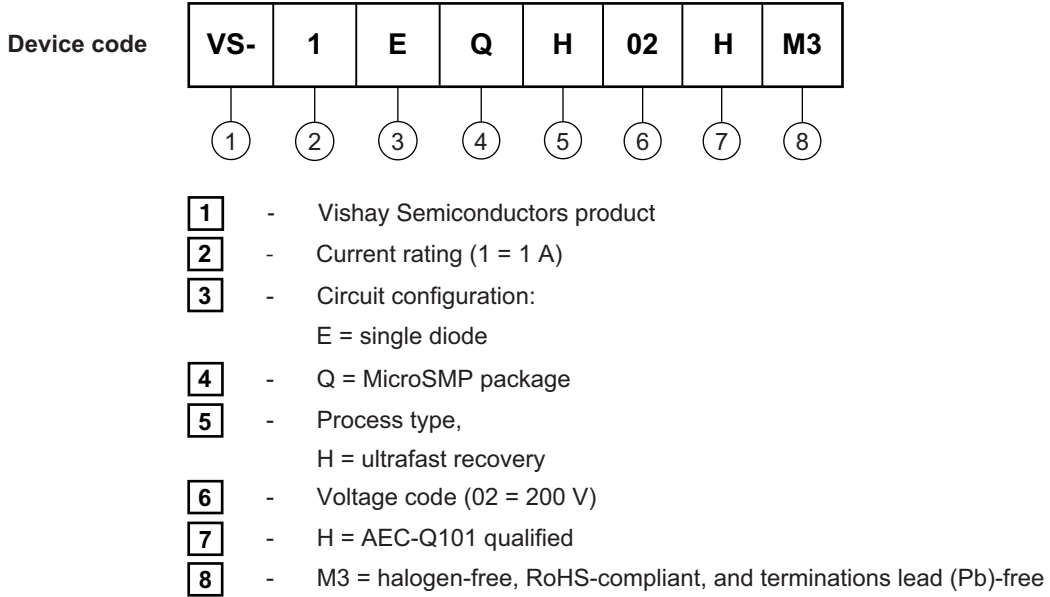 Device code VS- 1 E Q H 02 H M3
1 2 3 4 5 6 7 8
1 - Vishay Semiconductors product
2 - Current rating (1 = 1 A)
3 - Circuit configuration:
E = single diode
4 - Q = MicroSMP package
5 - Process type,
H = ultrafast recovery
6 - Voltage code (02 = 200 V)
7 - H = AEC-Q101 qualified
8 - M3 = halogen-free, RoHS-compliant, and terminations lead (Pb)-free